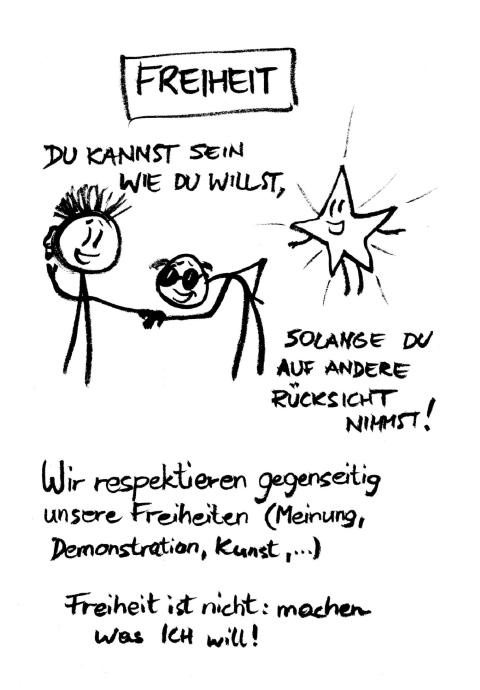 FREIHEIT
DU KANNST SEIN
WIE DU WILLST,
SOLANGE DU
AUF ANDERE
RÜCKSICHT
NIMMST!
Wir respektieren gegenseitig
unsere Freiheiten (Meinung,
Demonstration, Kunst,...)
Freiheit ist nicht: machen
was ICH will!